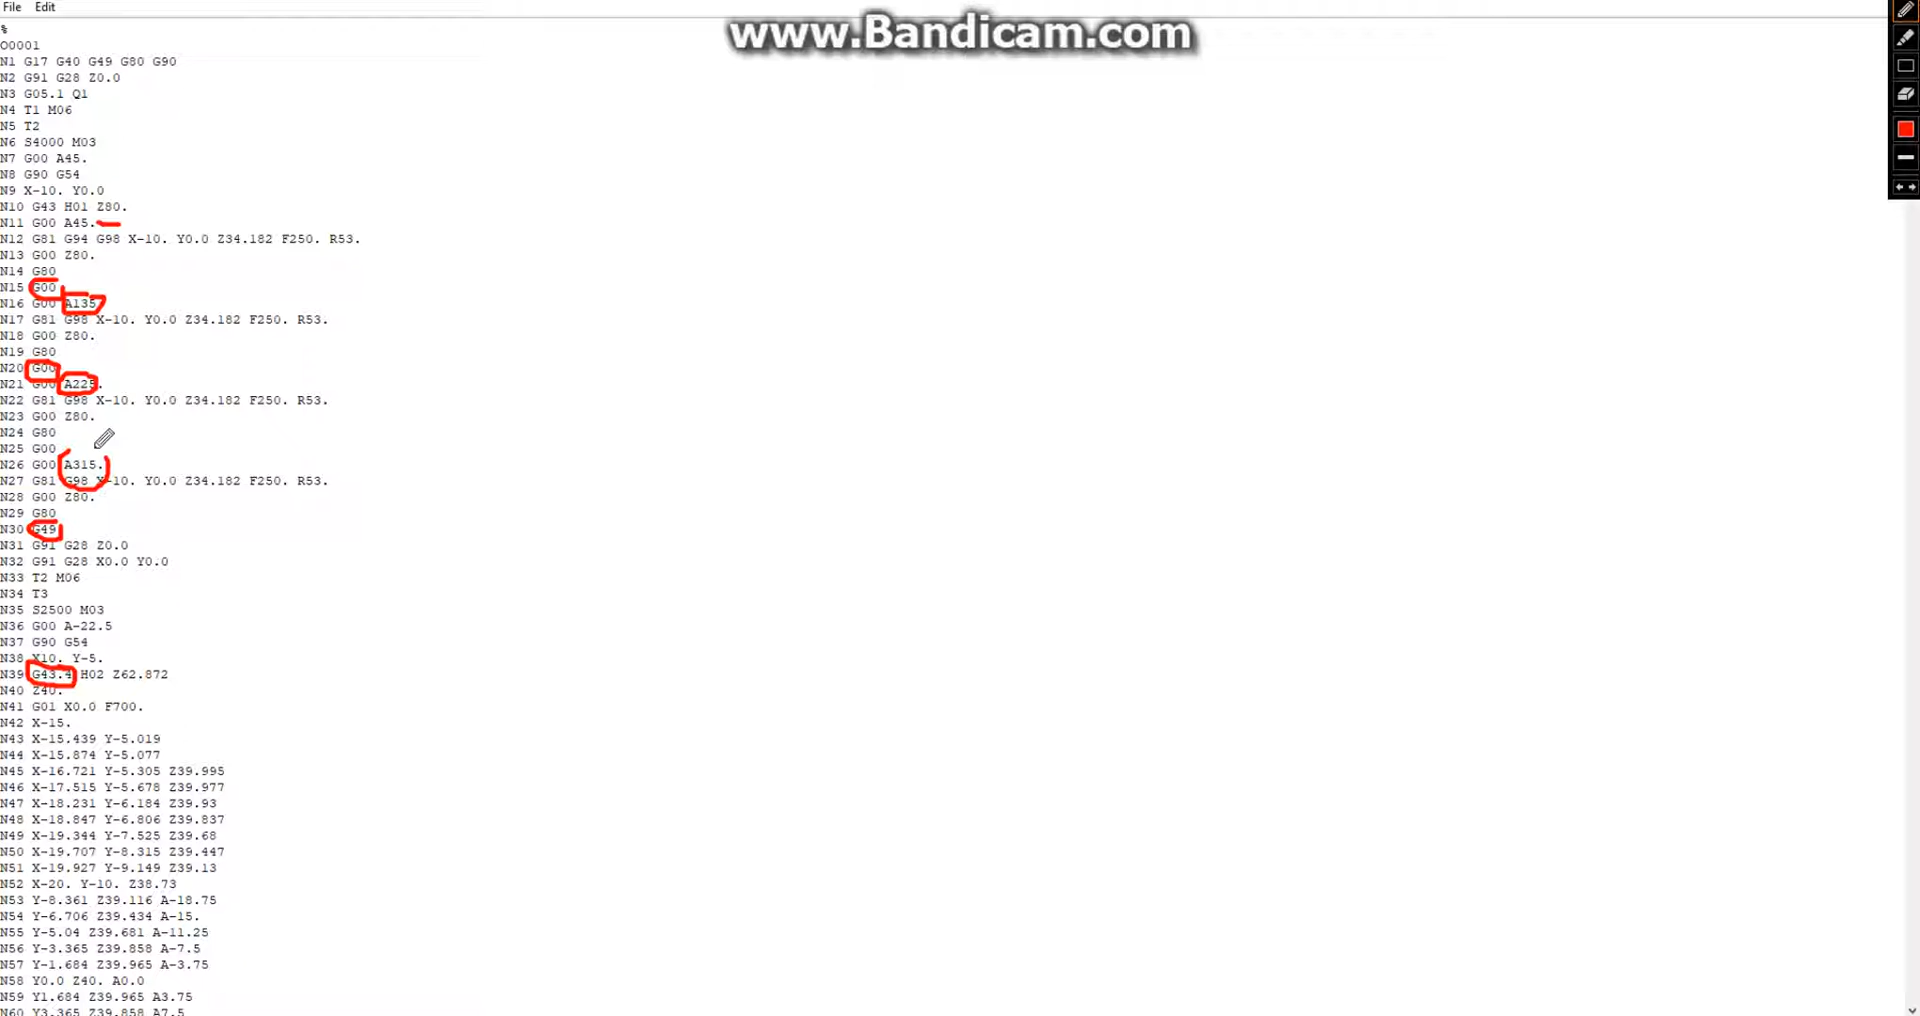 File Edit
www.Bandicam.com
%
O0001
N1 G17 G40 G49 G80 G90
N2 G91 G28 Z0.0
N3 G05.1 Q1
N4 T1 M06
N5 T2
N6 S4000 M03
N7 G00 A45.
N8 G90 G54
N9 X-10. Y0.0
N10 G43 H01 Z80.
N11 G00 A45.
N12 G81 G94 G98 X-10. Y0.0 Z34.182 F250. R53.
N13 G00 Z80.
N14 G80
N15 G00
N16 G00 A135.
N17 G81 G98 X-10. Y0.0 Z34.182 F250. R53.
N18 G00 Z80.
N19 G80
N20 G00
N21 G00 A225.
N22 G81 G98 X-10. Y0.0 Z34.182 F250. R53.
N23 G00 Z80.
N24 G80
N25 G00
N26 G00 A315.
N27 G81 G98 X-10. Y0.0 Z34.182 F250. R53.
N28 G00 Z80.
N29 G80
N30 G49
N31 G91 G28 Z0.0
N32 G91 G28 X0.0 Y0.0
N33 T2 M06
N34 T3
N35 S2500 M03
N36 G00 A-22.5
N37 G90 G54
N38 X10. Y-5.
N39 G43.4 H02 Z62.872
N40 Z40.
N41 G01 X0.0 F700.
N42 X-15.
N43 X-15.439 Y-5.019
N44 X-15.874 Y-5.077
N45 X-16.721 Y-5.305 Z39.995
N46 X-17.515 Y-5.678 Z39.977
N47 X-18.231 Y-6.184 Z39.93
N48 X-18.847 Y-6.806 Z39.837
N49 X-19.344 Y-7.525 Z39.68
N50 X-19.707 Y-8.315 Z39.447
N51 X-19.927 Y-9.149 Z39.13
N52 X-20. Y-10. Z38.73
N53 Y-8.361 Z39.116 A-18.75
N54 Y-6.706 Z39.434 A-15.
N55 Y-5.04 Z39.681 A-11.25
N56 Y-3.365 Z39.858 A-7.5
N57 Y-1.684 Z39.965 A-3.75
N58 Y0.0 Z40. A0.0
N59 Y1.684 Z39.965 A3.75
N60 Y3.365 Z39.858 A7.5